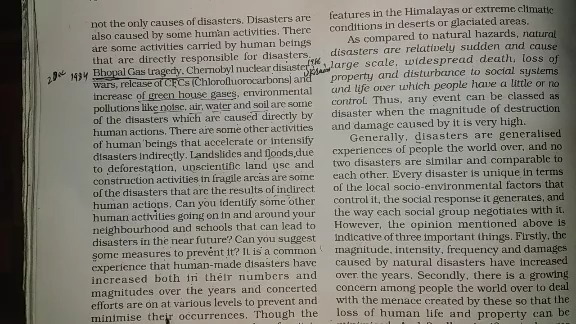 not the only causes of disasters. Disasters are
also caused by some human activities. There
are some activities carried by human beings
that are directly responsible for disasters.
Bhopal Gas tragedy, Chernobyl nuclear disaster,
wars, release of CFCs (Chlorofluorocarbons) and
increase of green house gases, environmental
pollutions like noise, air, water and soil are some
of the disasters which are caused directly by
human actions. There are some other activities
of human beings that accelerate or intensify
disasters indirectly. Landslides and floods due
to deforestation, unscientific land use and
construction activities in fragile areas are some
of the disasters that are the results of indirect
human actions. Can you identify some other
human activities going on in and around your
neighbourhood and schools that can lead to
disasters in the near future? Can you suggest
some measures to prevent it? It is a common
experience that human-made disasters have
increased both in their numbers and
magnitudes over the years and concerted
efforts are on at various levels to prevent and
minimise their occurrences. Though the
1984
1986
features in the Himalayas or extreme climatic
conditions in deserts or glaciated areas.
As compared to natural hazards, natural
disasters are relatively sudden and cause
large scale, widespread death, loss of
property and disturbance to social systems
and life over which people have a little or no
control. Thus, any event can be classed as
disaster when the magnitude of destruction
and damage caused by it is very high.
Generally, disasters are generalised
experiences of people the world over, and no
two disasters are similar and comparable to
each other. Every disaster is unique in terms
of the local socio-environmental factors that
control it, the social response it generates, and
the way each social group negotiates with it.
However, the opinion mentioned above is
indicative of three important things. Firstly, the
magnitude, intensity, frequency and damages
caused by natural disasters have increased
over the years. Secondly, there is a growing
concern among people the world over to deal
with the menace created by these so that the
loss of human life and property can be